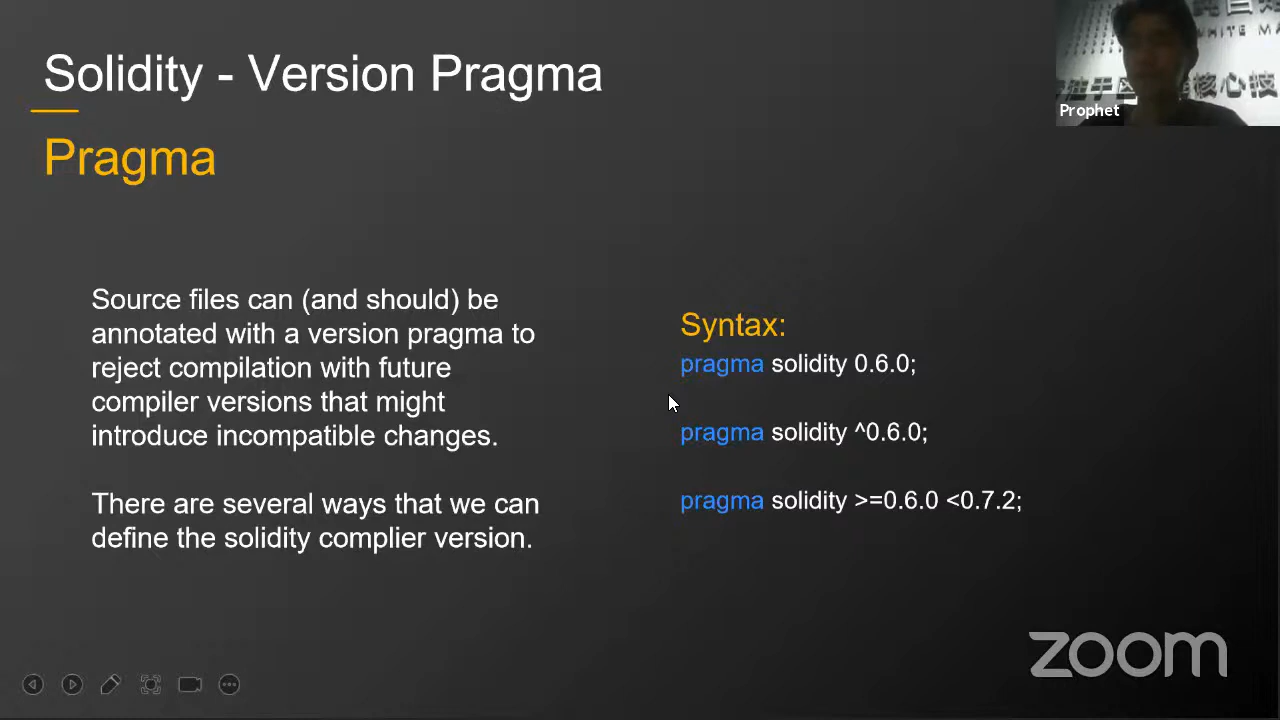 Solidity - Version Pragma
Pragma
Source files can (and should) be
annotated with a version pragma to
reject compilation with future
compiler versions that might
introduce incompatible changes.
There are several ways that we can
define the solidity complier version.
Syntax:
pragma solidity 0.6.0;
pragma solidity ^0.6.0;
pragma solidity >=0.6.0 <0.7.2;
Prophet
zoom